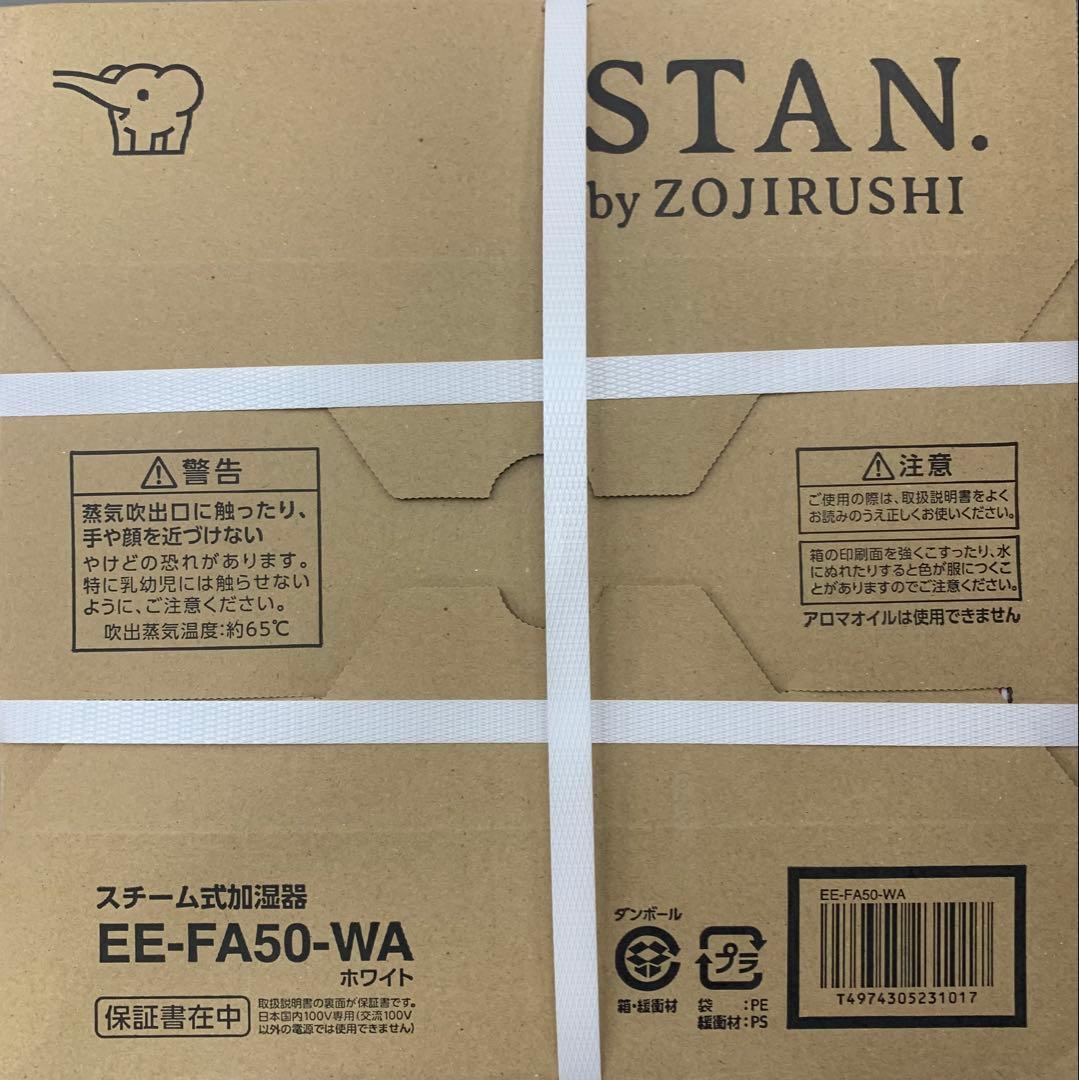 STAN.
by ZOJIRUSHI
警告
蒸気吹出口に触ったり、
手や顔を近づけない
やけどの恐れがあります。
特に乳幼児には触らせない
ように、ご注意ください。
吹出蒸気温度:約65℃
注意
ご使用の際は、取扱説明書をよく
お読みのうえ正しくお使いください。
箱の印刷面を強くこすったり、水
にぬれたりすると色が服につくこ
とがありますのでご注意ください。
アロマオイルは使用できません
スチーム式加湿器
EE-FA50-WA
ホワイト
保証書在中
取扱説明書の裏面が保証書です。
日本国内100V専用(交流100V
以外の電源では使用できません)
ダンボール
箱・緩衝材
プラ
袋 :PE
緩衝材:PS
EE-FA50-WA
T4974305231017